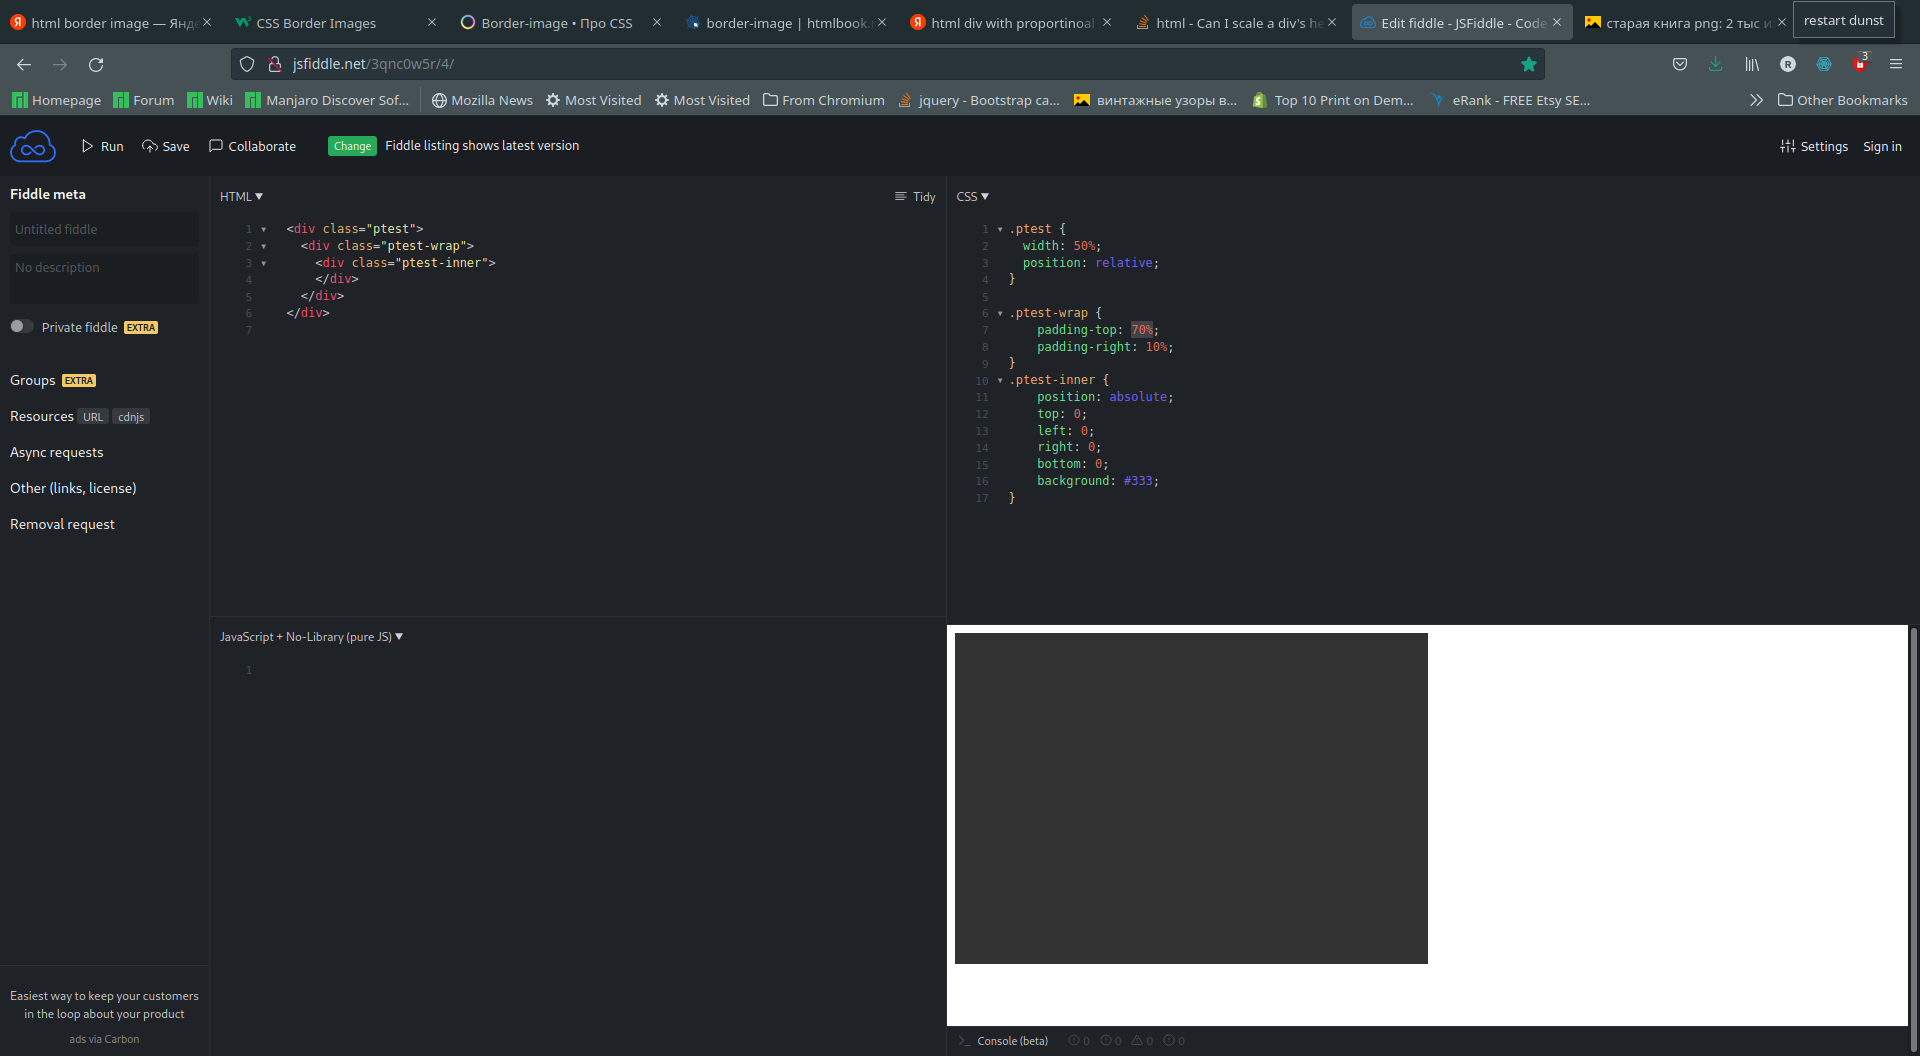 html border image — Янде
CSS Border Images
Border-image • Про CSS
border-image | htmlbook.r
html div with proportinoal
html - Can I scale a div's he
Edit fiddle - JSFiddle - Code
старая книга png: 2 тыс и
restart dunst
jsfiddle.net/3qnc0w5r/4/
R
3
Homepage
Forum
Wiki
Manjaro Discover Sof...
Mozilla News
Most Visited
Most Visited
From Chromium
jquery - Bootstrap ca...
винтажные узоры в...
Top 10 Print on Dem...
eRank - FREE Etsy SE...
Other Bookmarks
Run
Save
Collaborate
Change
Fiddle listing shows latest version
Settings
Sign in
Fiddle meta
Untitled fiddle
No description
Private fiddle EXTRA
Groups EXTRA
Resources URL cdnjs
Async requests
Other (links, license)
Removal request
Easiest way to keep your customers
in the loop about your product
ads via Carbon
HTML
Tidy
1 <div class="ptest">
2 <div class="ptest-wrap">
3 <div class="ptest-inner">
4 </div>
5 </div>
6 </div>
7
CSS
1 .ptest {
2 width: 50%;
3 position: relative;
4 }
5
6 .ptest-wrap {
7 padding-top: 70%;
8 padding-right: 10%;
9 }
10 .ptest-inner {
11 position: absolute;
12 top: 0;
13 left: 0;
14 right: 0;
15 bottom: 0;
16 background: #333;
17 }
JavaScript + No-Library (pure JS)
1
>_ Console (beta) 0 0 0 0